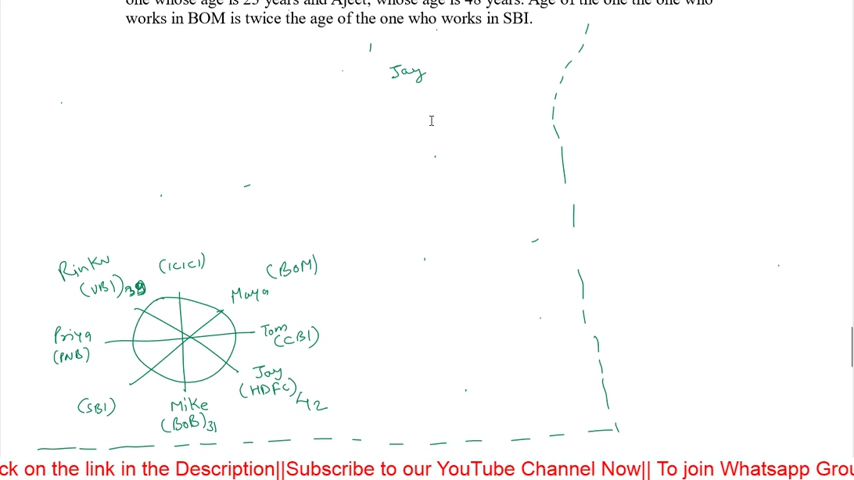 one whose age is 25 years and Ajeet, whose age is 48 years. Age of the one the one who
works in BOM is twice the age of the one who works in SBI.
Jay
Rinku
(UBI) 39
(ICICI)
(BOM)
Maya
Priya
(PNB)
Tom
(CBI)
Jay
(HDFC) 42
(SBI)
Mike
(BOB) 31
ck on the link in the Description||Subscribe to our YouTube Channel Now|| To join Whatsapp Grou